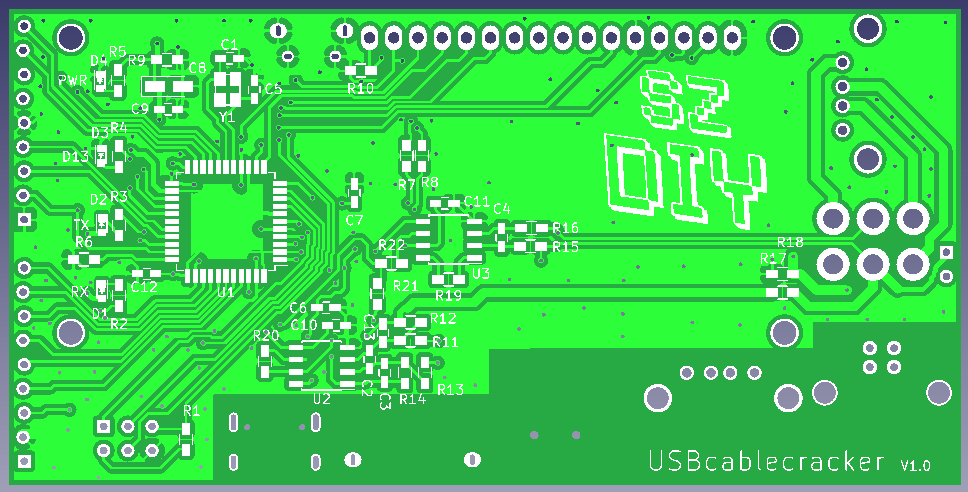 D4
R5
R9
C1
PWR
C8
C5
R10
C9
Y1
SZ
D3
R4
D13
DIY
R7
R8
D2
R3
C7
C11
TX
C4
R16
R6
R22
R15
R18
U3
R17
C12
RX
U1
R21
R19
D1
R2
C6
R12
C10
C13
R11
R20
C2
R13
U2
C3
R14
R1
USBcablecracker V1.0